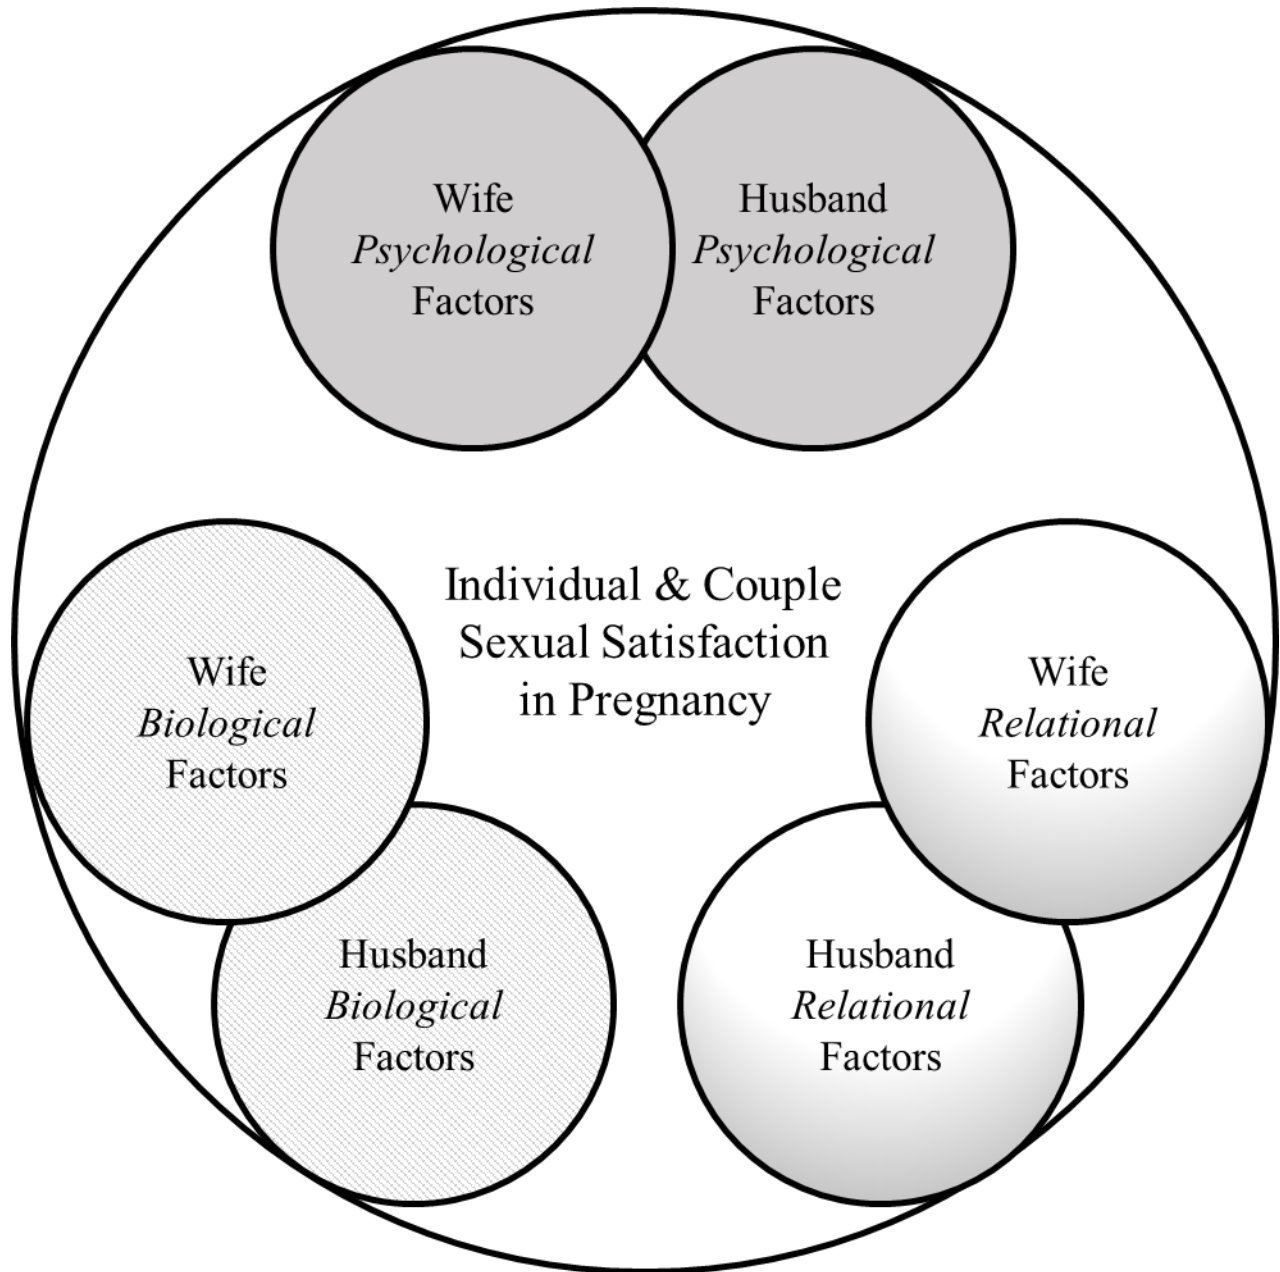 Wife
Psychological
Factors
Husband
Psychological
Factors
Individual & Couple
Sexual Satisfaction
in Pregnancy
Wife
Biological
Factors
Wife
Relational
Factors
Husband
Biological
Factors
Husband
Relational
Factors